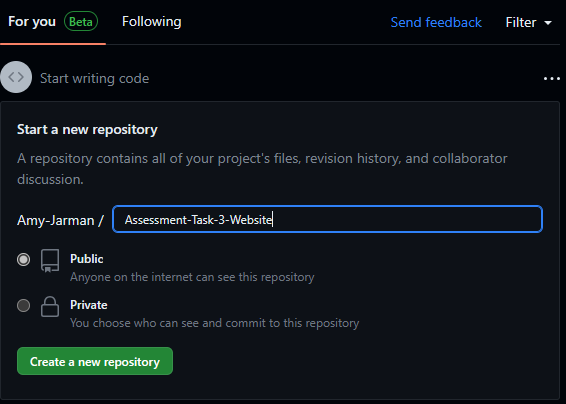 For you Beta Following Send feedback Filter
Start writing code
Start a new repository
A repository contains all of your project's files, revision history, and collaborator
discussion.
Amy-Jarman / Assessment-Task-3-Website
Public
Anyone on the internet can see this repository
Private
You choose who can see and commit to this repository
Create a new repository